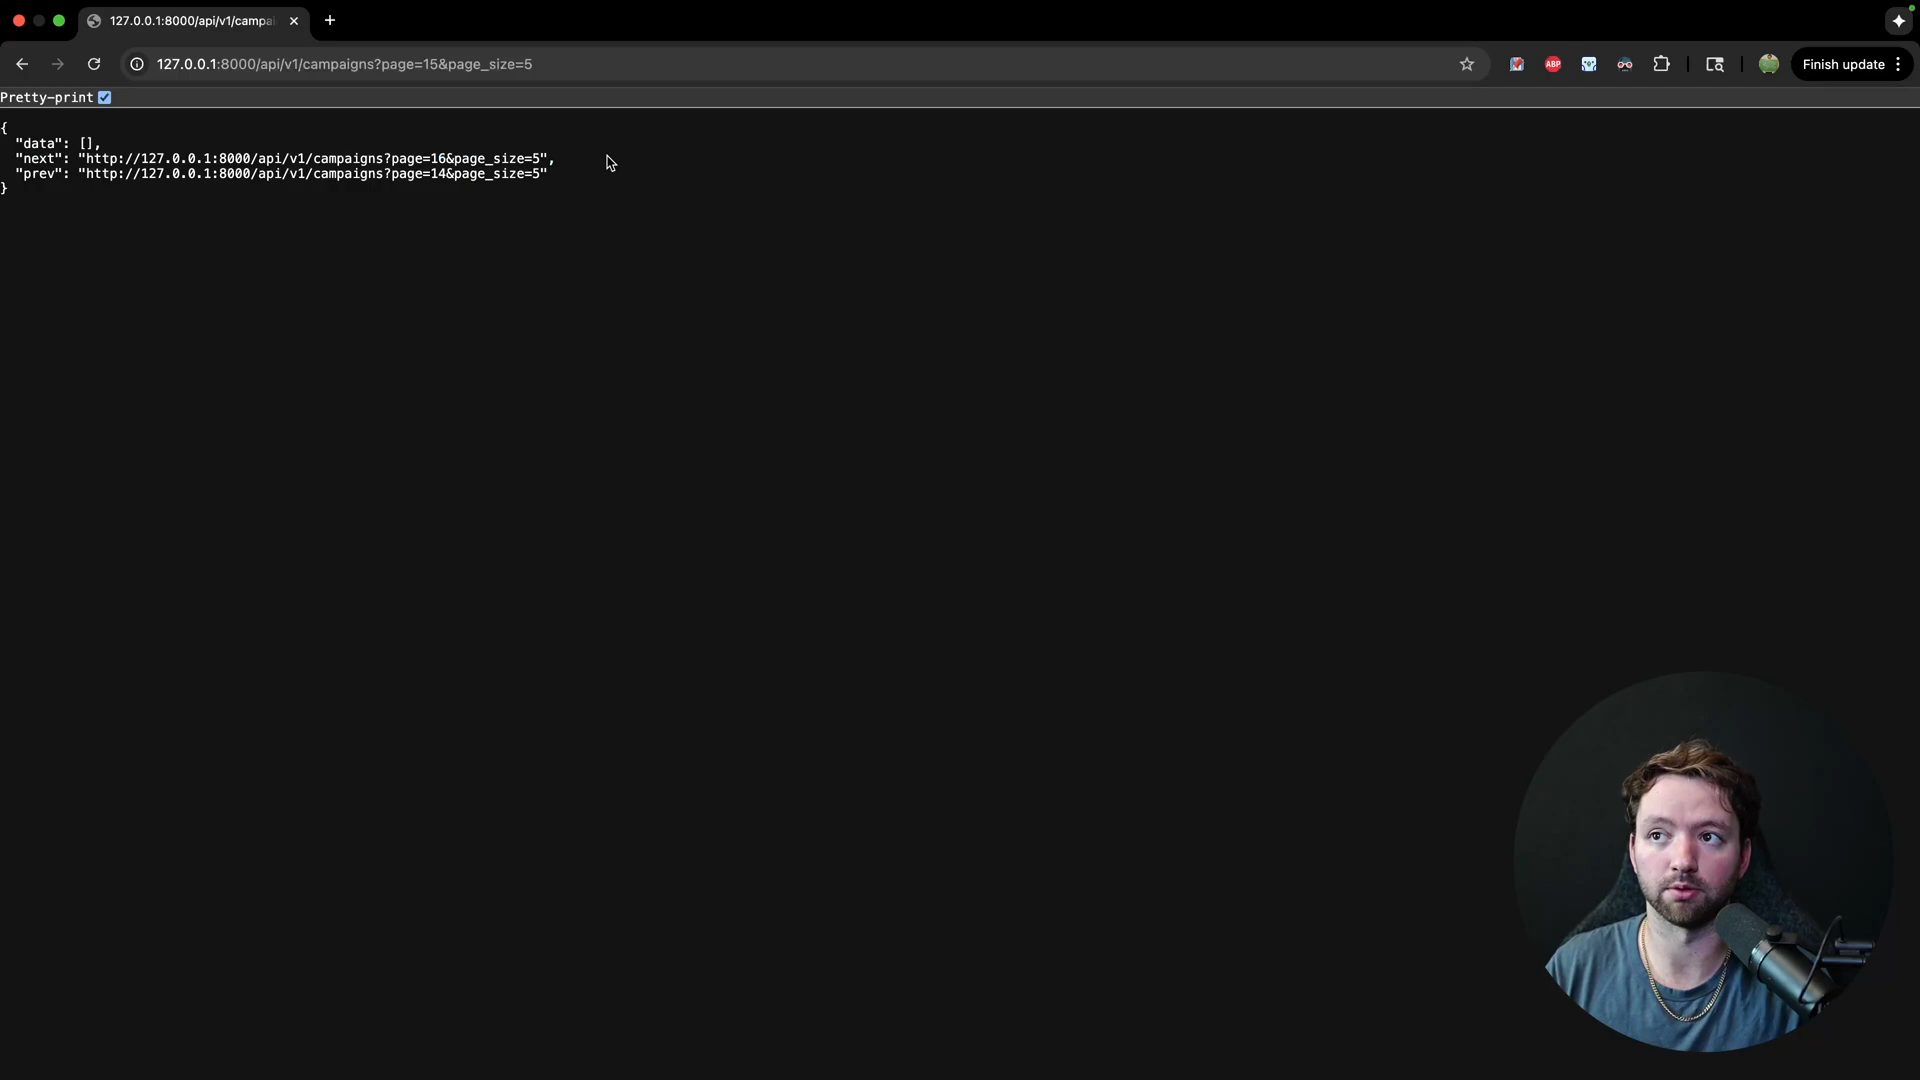 127.0.0.1:8000/api/v1/campa
127.0.0.1:8000/api/v1/campaigns?page=15&page_size=5
ABP
Finish update
Pretty-print
{
"data": [],
"next": "http://127.0.0.1:8000/api/v1/campaigns?page=16&page_size=5",
"prev": "http://127.0.0.1:8000/api/v1/campaigns?page=14&page_size=5"
}